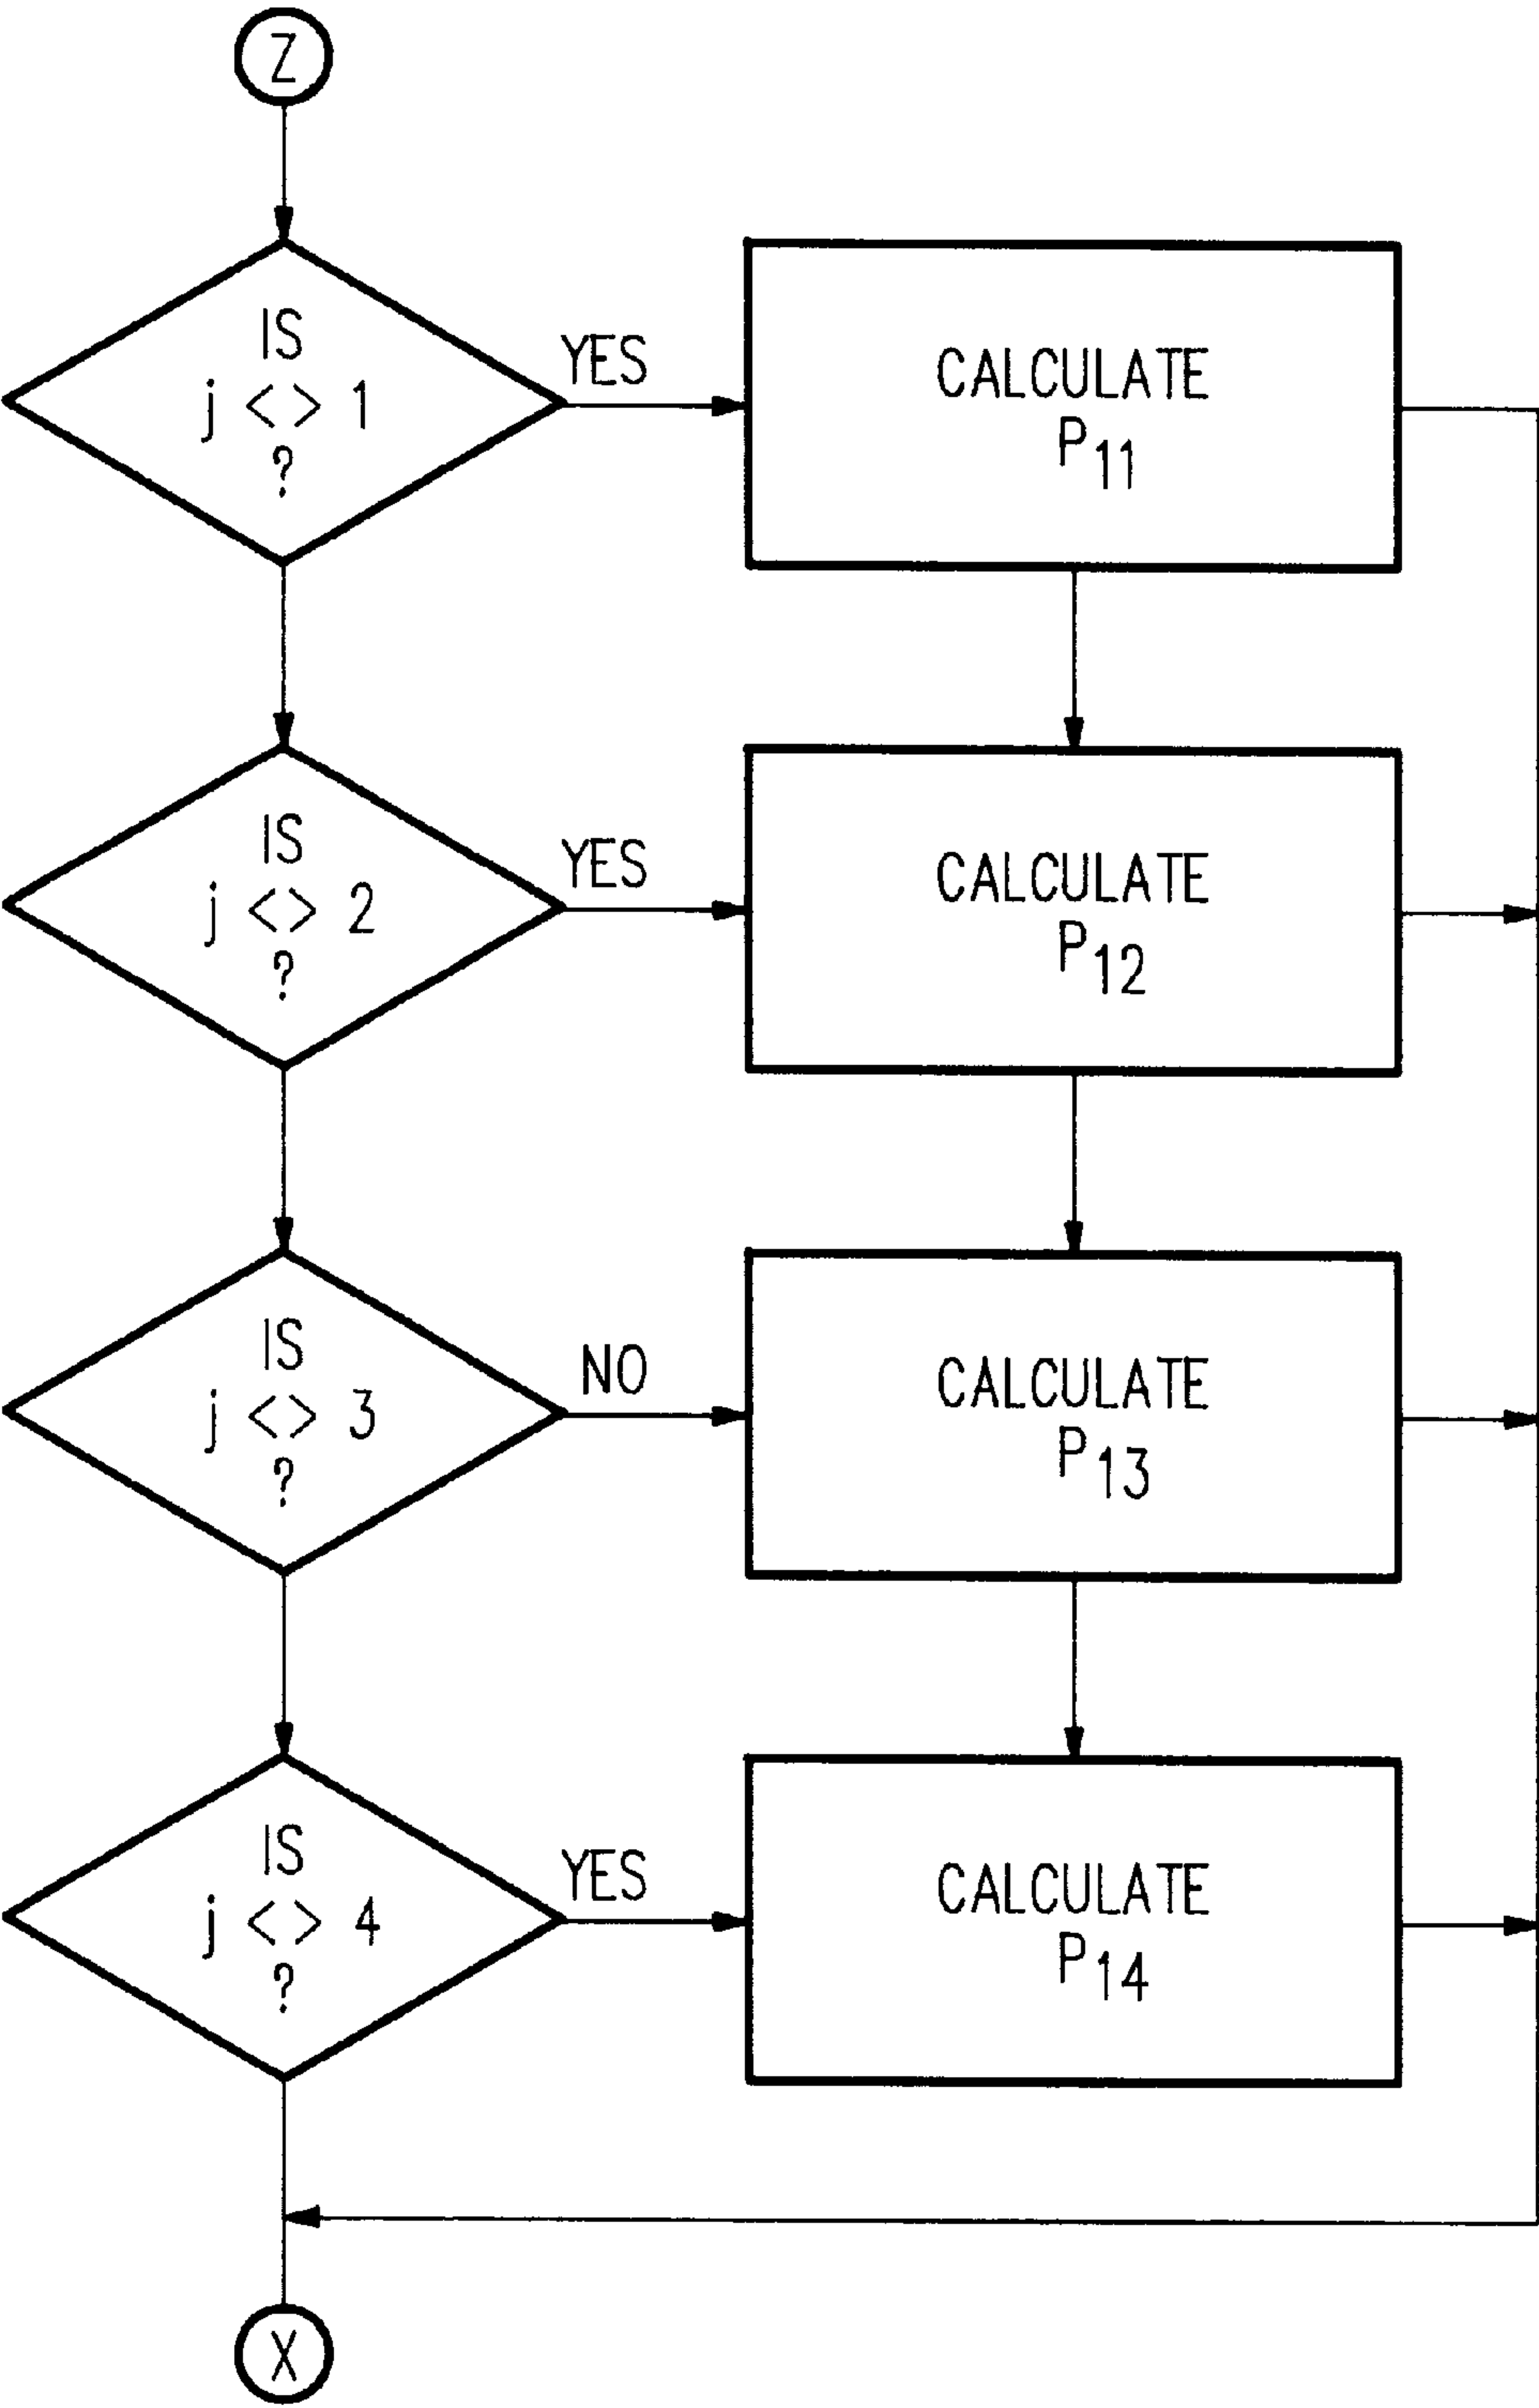 Z
IS
j <> 1
?
YES
CALCULATE
P11
IS
j <> 2
?
YES
CALCULATE
P12
IS
j <> 3
?
NO
CALCULATE
P13
IS
j <> 4
?
YES
CALCULATE
P14
X